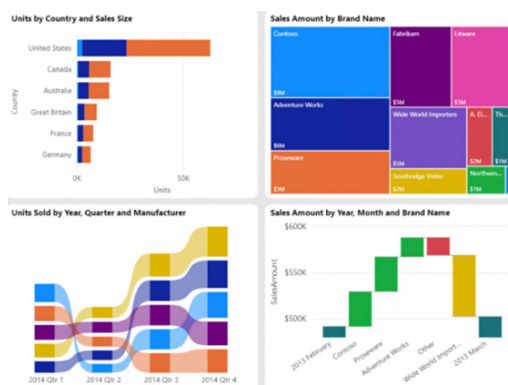 Units by Country and Sales Size
Country
United States
Canada
Australia
Great Britain
France
Germany
0K
50K
Units
Sales Amount by Brand Name
Contoso
$9M
Fabrikam
Litware
Adventure Works
$6M
Wide World Importers
A. D...
$2M
Th...
$1M
Proseware
Southridge Video
$2M
Northwin...
$1M
Units Sold by Year, Quarter and Manufacturer
2014 Qtr 1
2014 Qtr 2
2014 Qtr 3
2014 Qtr 4
Sales Amount by Year, Month and Brand Name
SalesAmount
$600K
$550K
$500K
2013 February
Contoso
Proseware
Adventure Works
Other
Wide World Import...
2013 March